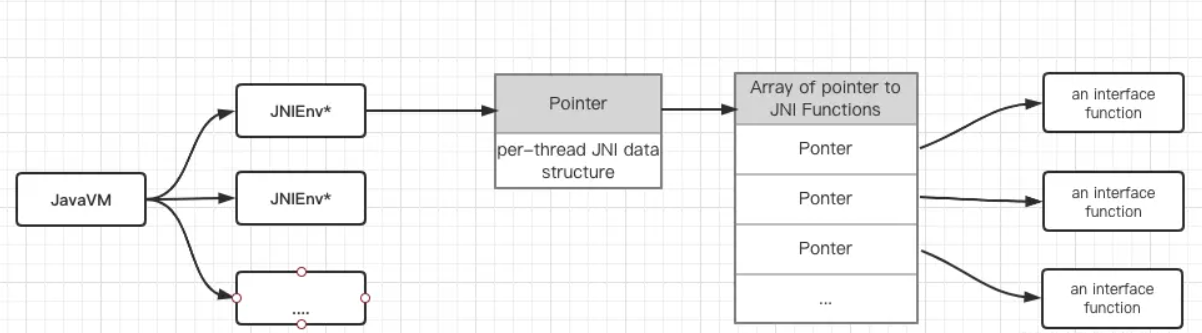 JavaVM
JNIEnv*
JNIEnv*
....
Pointer
per-thread JNI data
structure
Array of pointer to
JNI Functions
Ponter
Ponter
Ponter
...
an interface
function
an interface
function
an interface
function